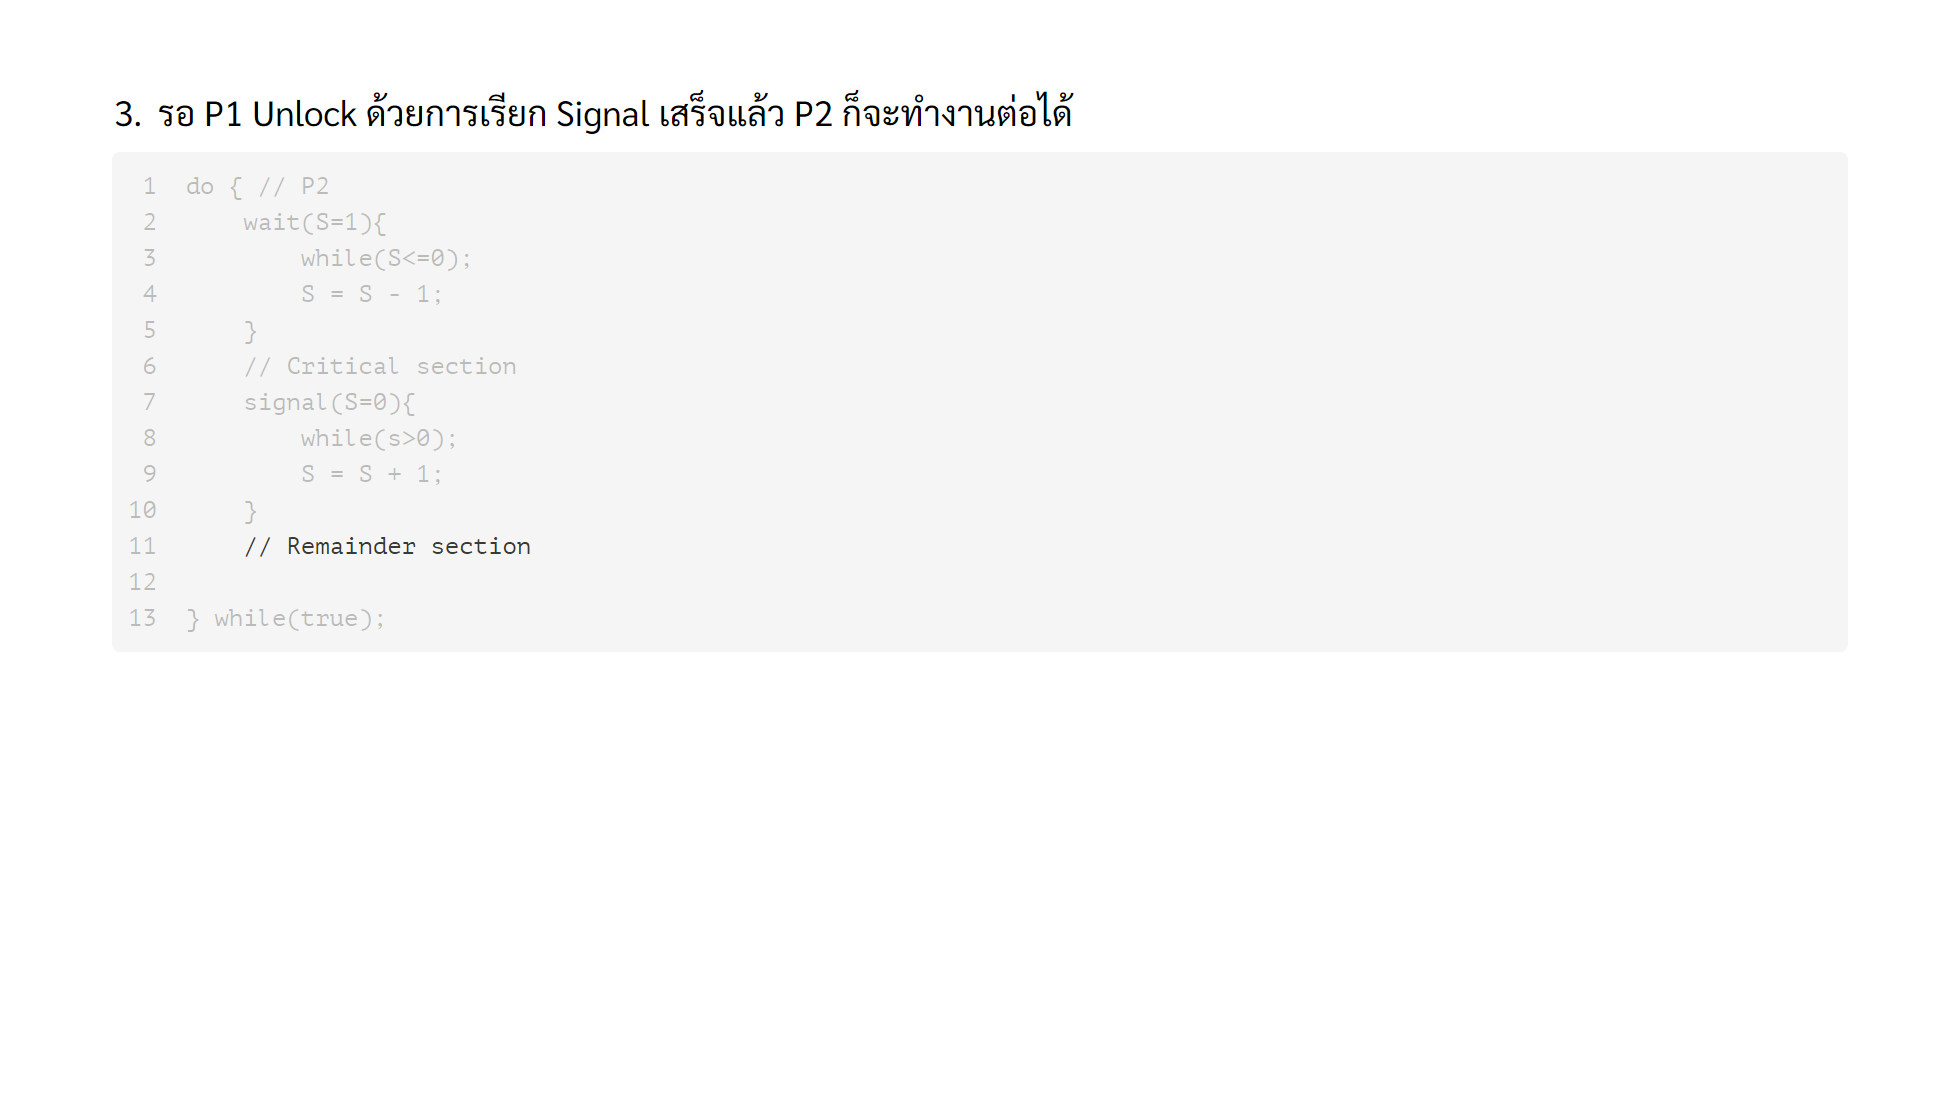 3. รอ P1 Unlock ด้วยการเรียก Signal เสร็จแล้ว P2 ก็จะทำงานต่อได้
1 do { // P2
2     wait(S=1){
3         while(S<=0);
4         S = S - 1;
5     }
6     // Critical section
7     signal(S=0){
8         while(s>0);
9         S = S + 1;
10     }
11     // Remainder section
12
13 } while(true);